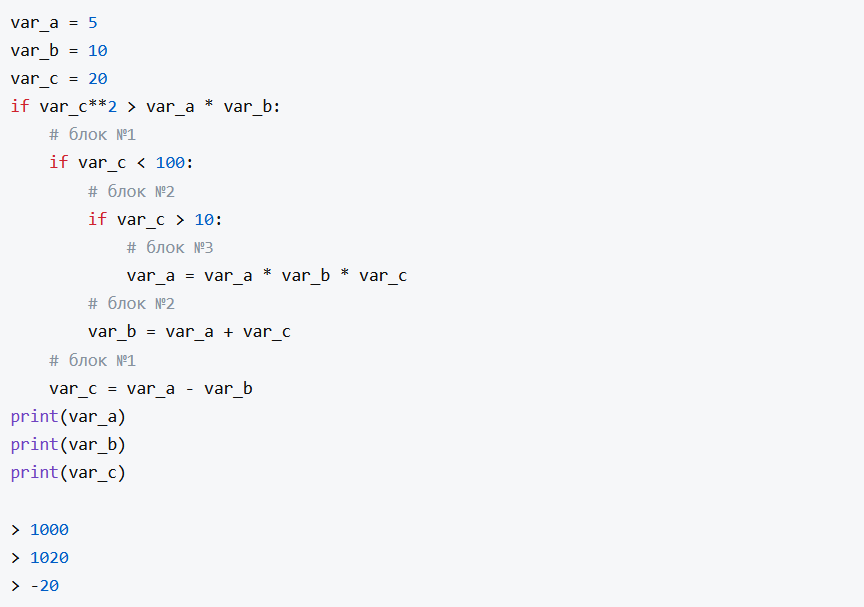 var_a = 5
var_b = 10
var_c = 20
if var_c**2 > var_a * var_b:
    # блок №1
    if var_c < 100:
        # блок №2
        if var_c > 10:
            # блок №3
            var_a = var_a * var_b * var_c
        # блок №2
        var_b = var_a + var_c
    # блок №1
    var_c = var_a - var_b
print(var_a)
print(var_b)
print(var_c)

> 1000
> 1020
> -20